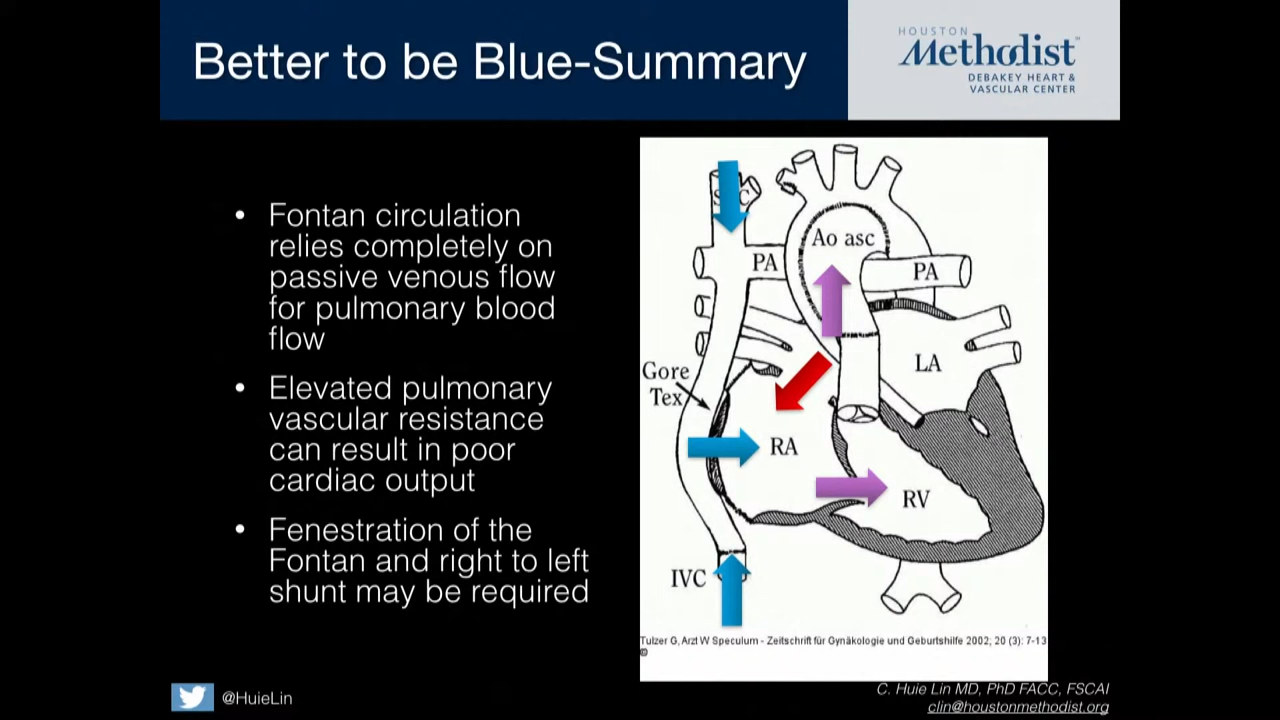 Better to be Blue-Summary
HOUSTON
Methodist
DEBAKEY HEART &
VASCULAR CENTER
• Fontan circulation
relies completely on
passive venous flow
for pulmonary blood
flow
• Elevated pulmonary
vascular resistance
can result in poor
cardiac output
• Fenestration of the
Fontan and right to left
shunt may be required
Ao asc
PA
PA
LA
Gore
Tex
RA
RV
IVC
Tulzer G, Arzt W Speculum - Zeitschrift für Gynäkologie und Geburtshilfe 2002; 20 (3): 7-13
©
@HuieLin
C. Huie Lin MD, PhD FACC, FSCAI
clin@houstonmethodist.org